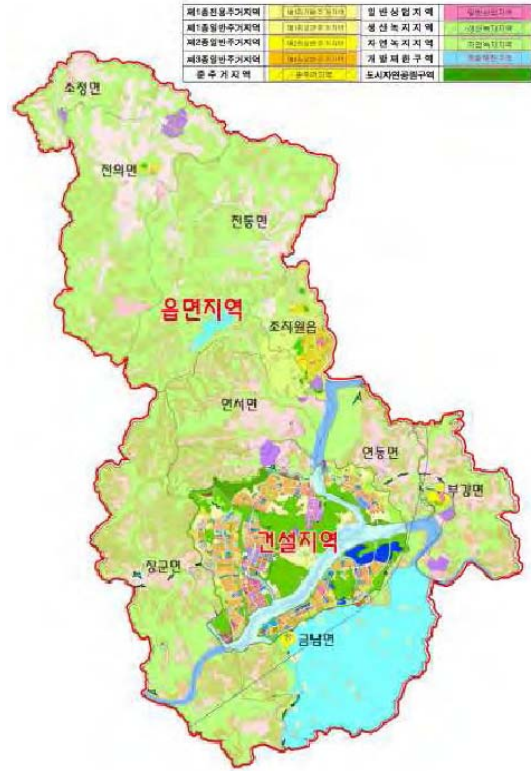 제1종전용주거지역 일반상업지역
제1종일반주거지역 생산녹지지역
제2종일반주거지역 자연녹지지역
제3종일반주거지역 개발제한구역
준주거지역 도시자연공원구역
소정면
전의면
전동면
읍면지역
조치원읍
연서면
연동면
부강면
건설지역
장군면
금남면